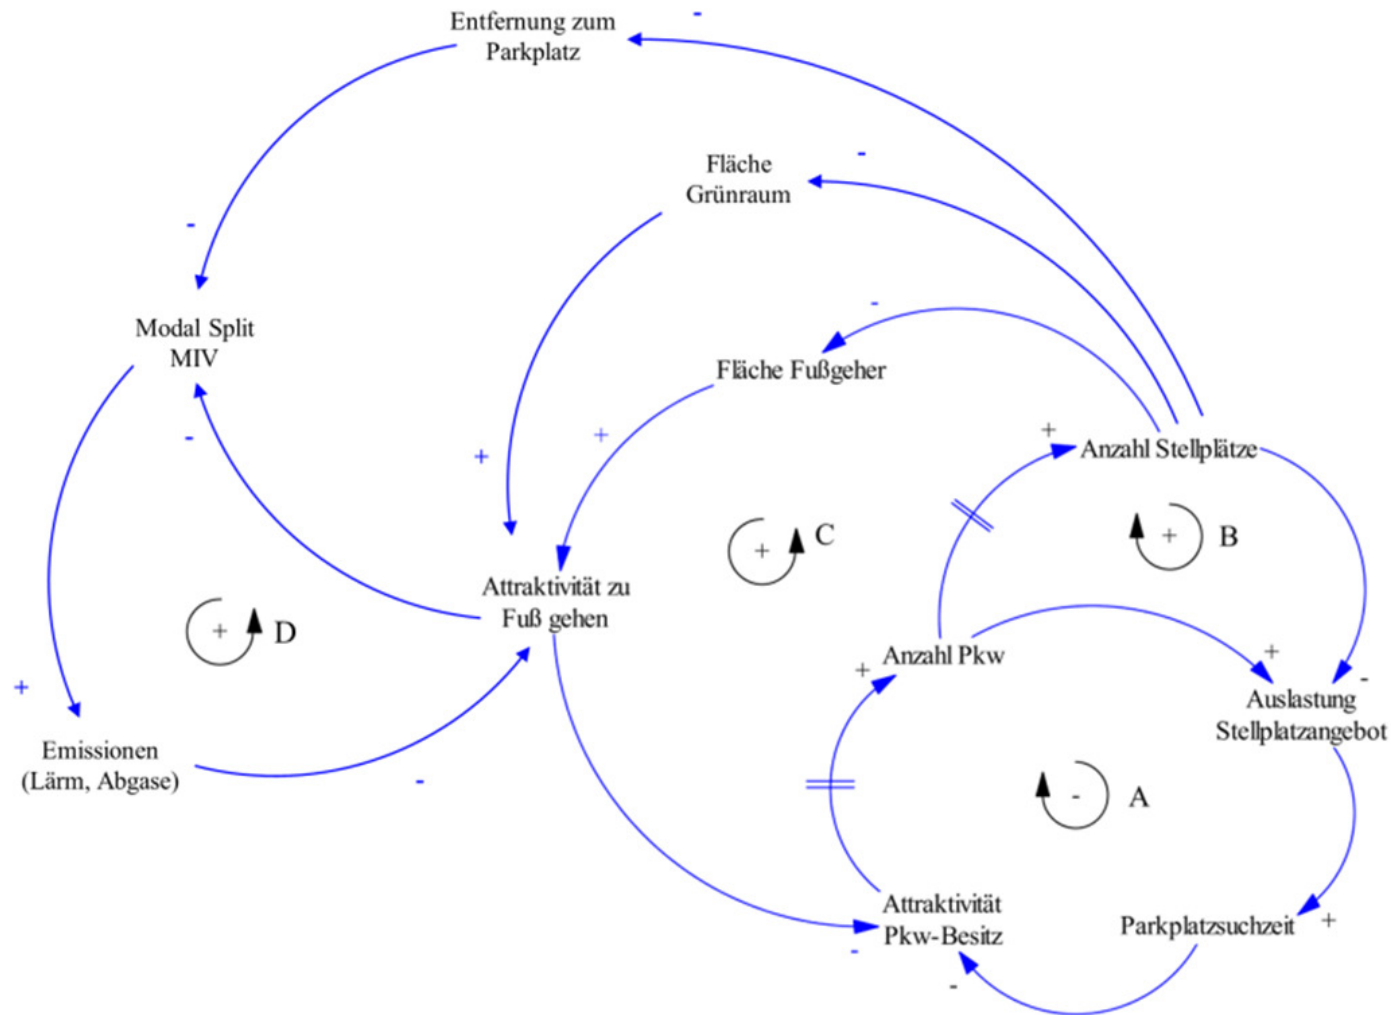 Entfernung zum
Parkplatz
-
Fläche
Grünraum
-
-
-
Modal Split
MIV
Fläche Fußgeher
-
+
+
+
Anzahl Stellplätze
+ C
+ B
Attraktivität zu
Fuß gehen
+ D
Anzahl Pkw
+
+
-
+
Auslastung
Stellplatzangebot
Emissionen
(Lärm, Abgase)
-
- A
Attraktivität
Pkw-Besitz
Parkplatzsuchzeit
+
-
-